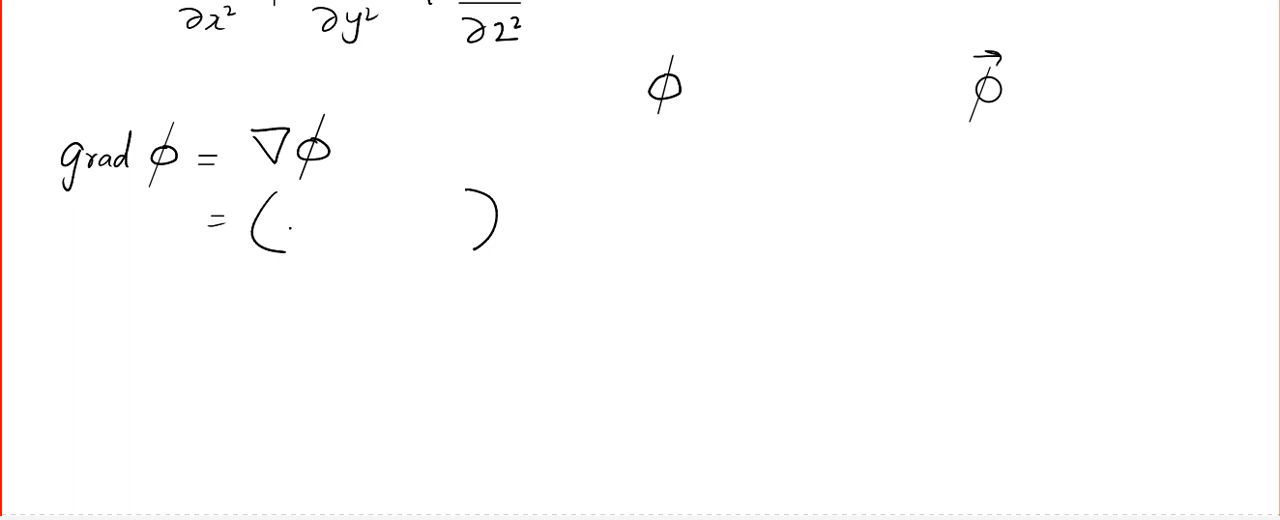 ∂x² + ∂y² + ∂z²
ϕ ϕ⃗
grad ϕ = ∇ϕ
= (. )